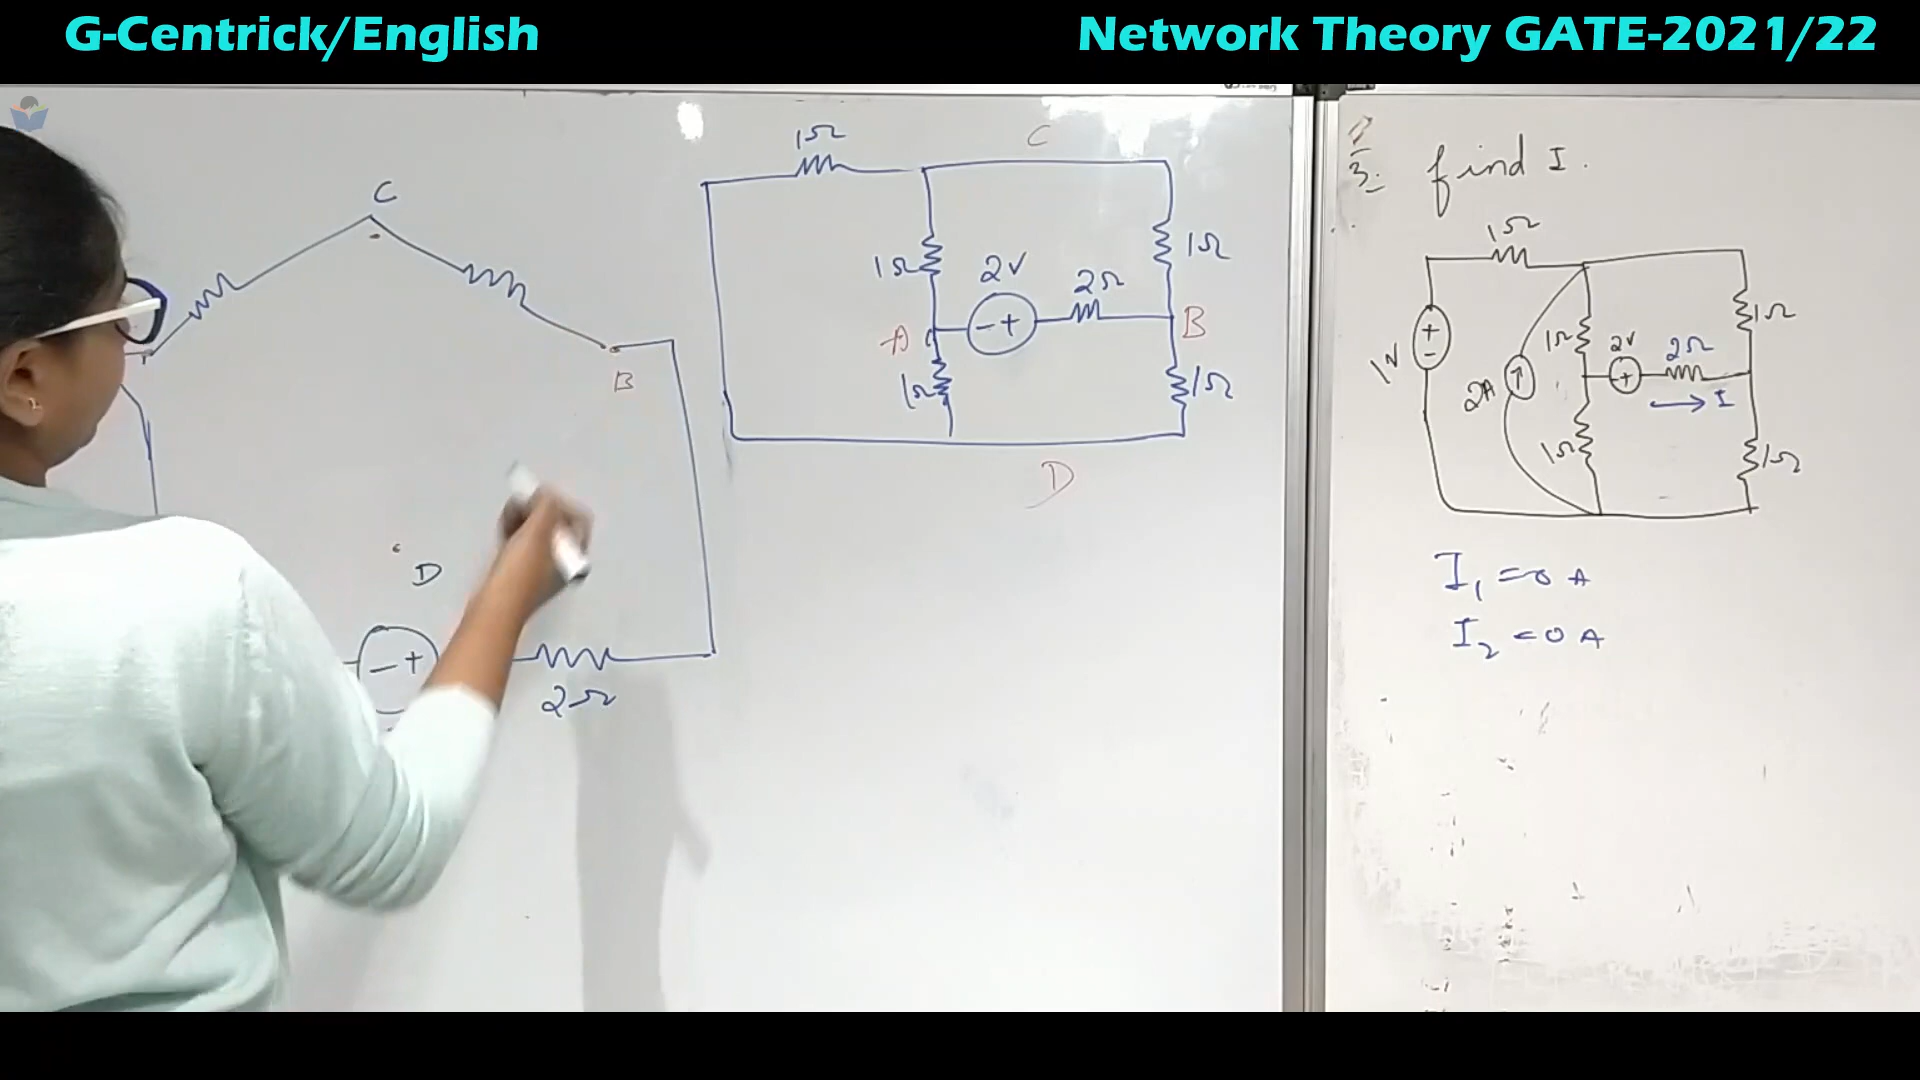 G-Centrick/English
Network Theory GATE-2021/22
C
B
D
- +
2Ω
1Ω
C
1Ω
2V
2Ω
1Ω
A
- +
B
1Ω
1Ω
D
3.
find I.
1Ω
1V
+
-
2A
1Ω
2V
+
2Ω
1Ω
I
1Ω
1Ω
I₁ = 0 A
I₂ = 0 A